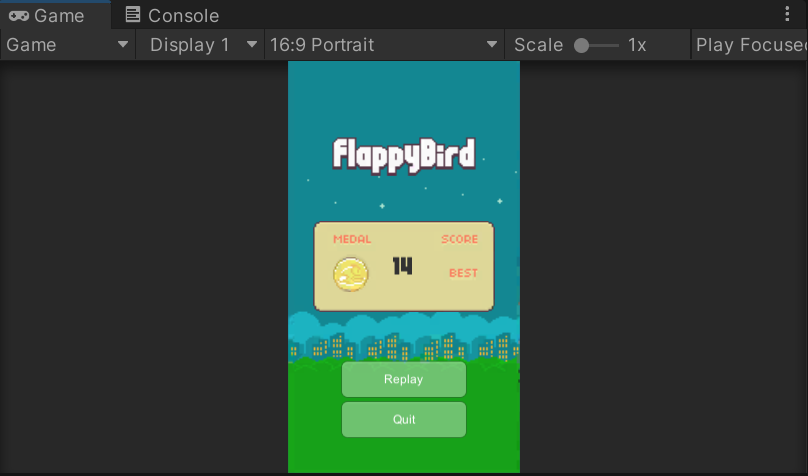 Game
Console
Game
Display 1
16:9 Portrait
Scale
1x
Play Focused
FlappyBird
MEDAL
SCORE
14
BEST
Replay
Quit